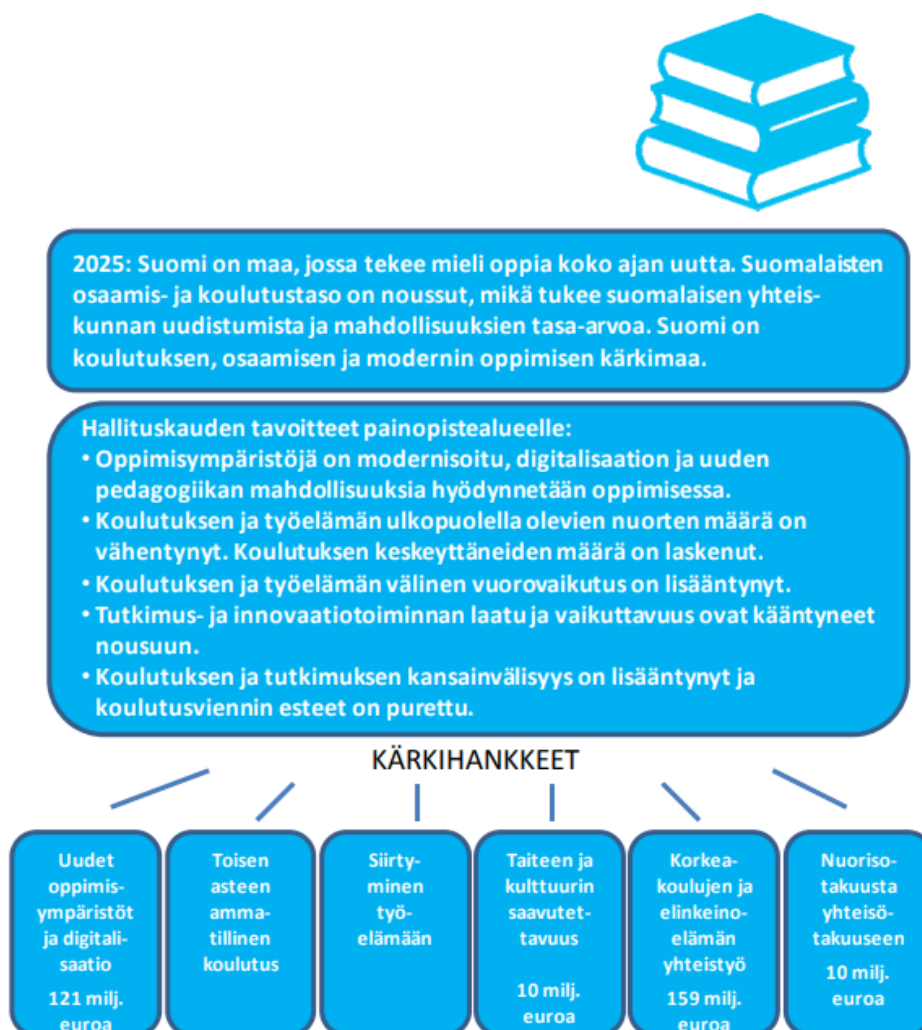 2025: Suomi on maa, jossa tekee mieli oppia koko ajan uutta. Suomalaisten
osaamis- ja koulutustaso on noussut, mikä tukee suomalaisen yhteis-
kunnan uudistumista ja mahdollisuuksien tasa-arvoa. Suomi on
koulutuksen, osaamisen ja modernin oppimisen kärkimaa.
Hallituskauden tavoitteet painopistealueelle:
• Oppimisympäristöjä on modernisoitu, digitalisaation ja uuden
pedagogiikan mahdollisuuksia hyödynnetään oppimisessa.
• Koulutuksen ja työelämän ulkopuolella olevien nuorten määrä on
vähentynyt. Koulutuksen keskeyttäneiden määrä on laskenut.
• Koulutuksen ja työelämän välinen vuorovaikutus on lisääntynyt.
• Tutkimus- ja innovaatiotoiminnan laatu ja vaikuttavuus ovat kääntyneet
nousuun.
• Koulutuksen ja tutkimuksen kansainvälisyys on lisääntynyt ja
koulutusviennin esteet on purettu.
KÄRKIHANKKEET
Uudet
oppimis-
ympäristöt
ja digitali-
saatio
121 milj.
euroa
Toisen
asteen
amma-
tillinen
koulutus
Siirty-
minen
työ-
elämään
Taiteen ja
kulttuurin
saavutet-
tavuus
10 milj.
euroa
Korkea-
koulujen ja
elinkeino-
elämän
yhteistyö
159 milj.
euroa
Nuoriso-
takuusta
yhteisö-
takuuseen
10 milj.
euroa